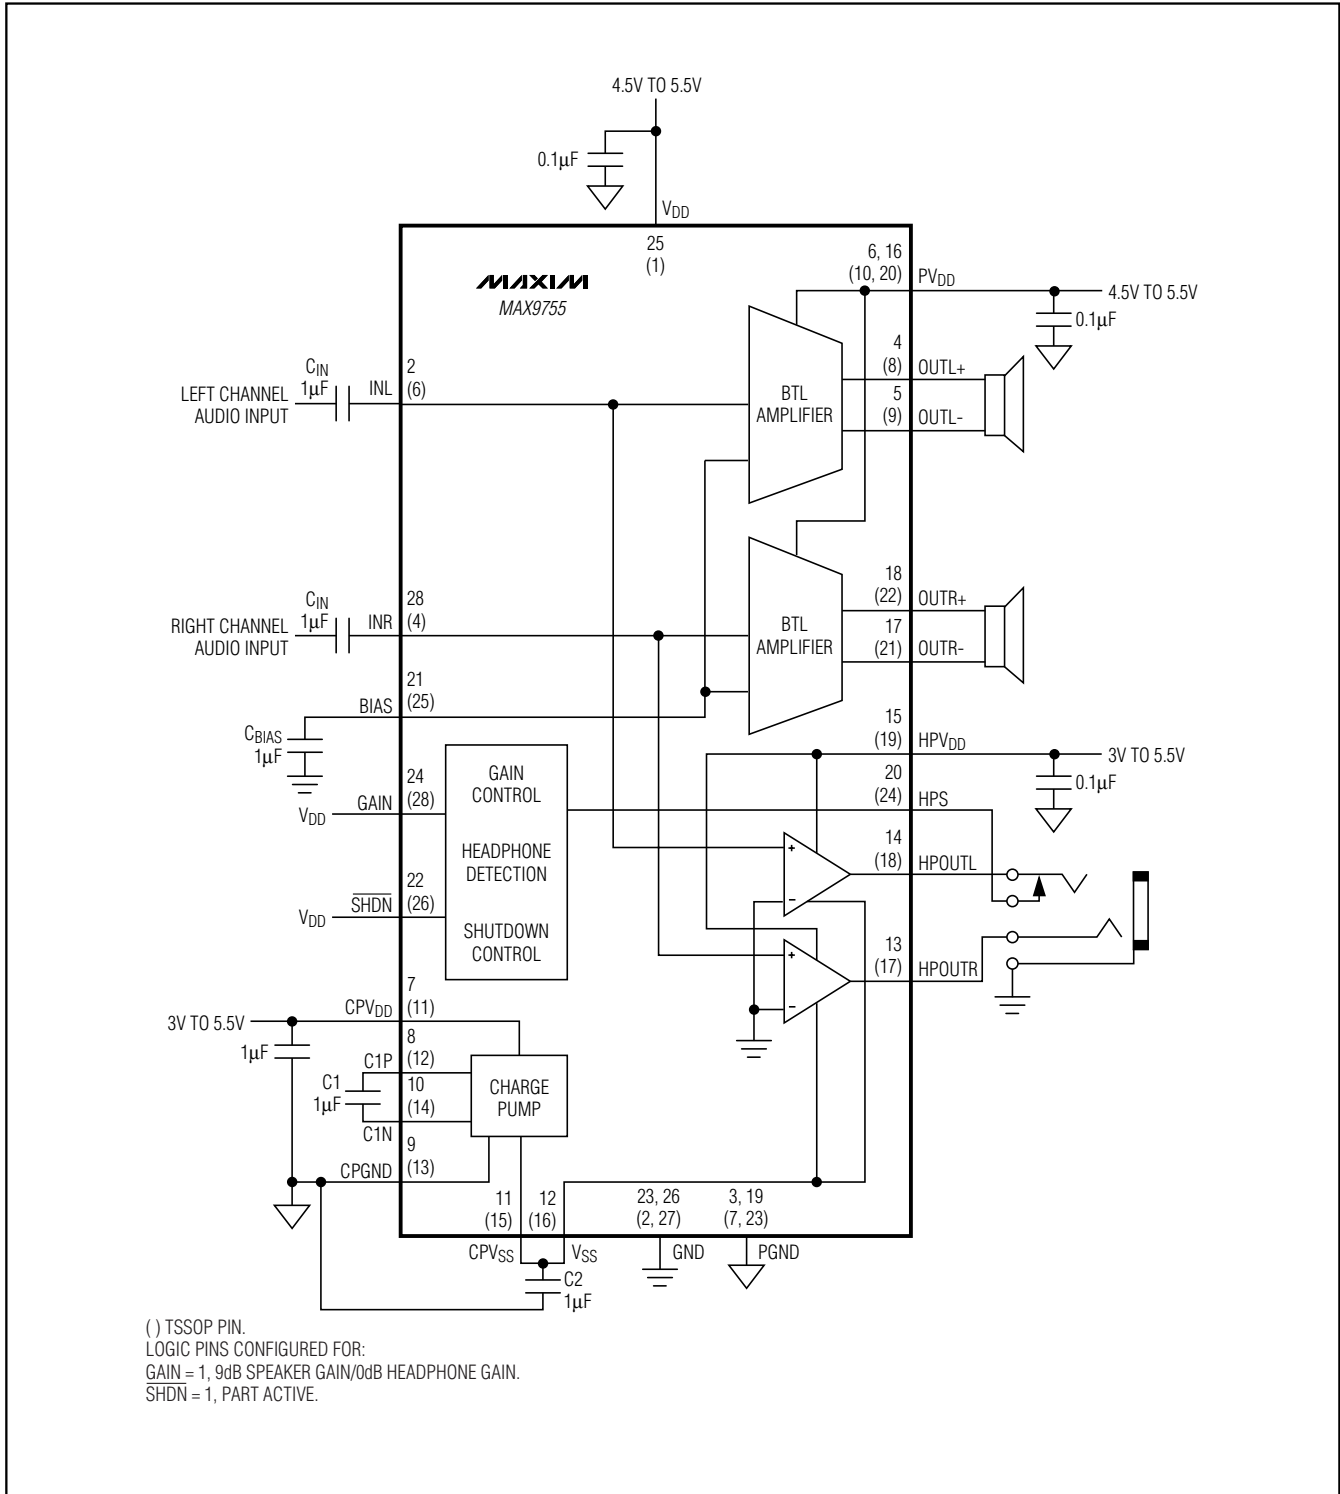 4.5V TO 5.5V
0.1μF
VDD
25
(1)
MAXIM
MAX9755
6, 16
(10, 20)
PVDD
4.5V TO 5.5V
0.1μF
4
(8)
OUTL+
5
(9)
OUTL-
BTL
AMPLIFIER
CIN
1μF
LEFT CHANNEL
AUDIO INPUT
INL
2
(6)
CIN
1μF
RIGHT CHANNEL
AUDIO INPUT
INR
28
(4)
BTL
AMPLIFIER
18
(22)
OUTR+
17
(21)
OUTR-
21
(25)
BIAS
CBIAS
1μF
15
(19)
HPVDD
3V TO 5.5V
0.1μF
24
(28)
GAIN
VDD
GAIN
CONTROL
HEADPHONE
DETECTION
SHUTDOWN
CONTROL
20
(24)
HPS
14
(18)
HPOUTL
+
-
22
(26)
SHDN
VDD
13
(17)
HPOUTR
+
-
7
(11)
CPVDD
3V TO 5.5V
1μF
8
(12)
C1P
C1
1μF
10
(14)
C1N
CHARGE
PUMP
9
(13)
CPGND
11
(15)
12
(16)
23, 26
(2, 27)
3, 19
(7, 23)
CPVSS
VSS
GND
PGND
C2
1μF
( ) TSSOP PIN.
LOGIC PINS CONFIGURED FOR:
GAIN = 1, 9dB SPEAKER GAIN/0dB HEADPHONE GAIN.
SHDN = 1, PART ACTIVE.